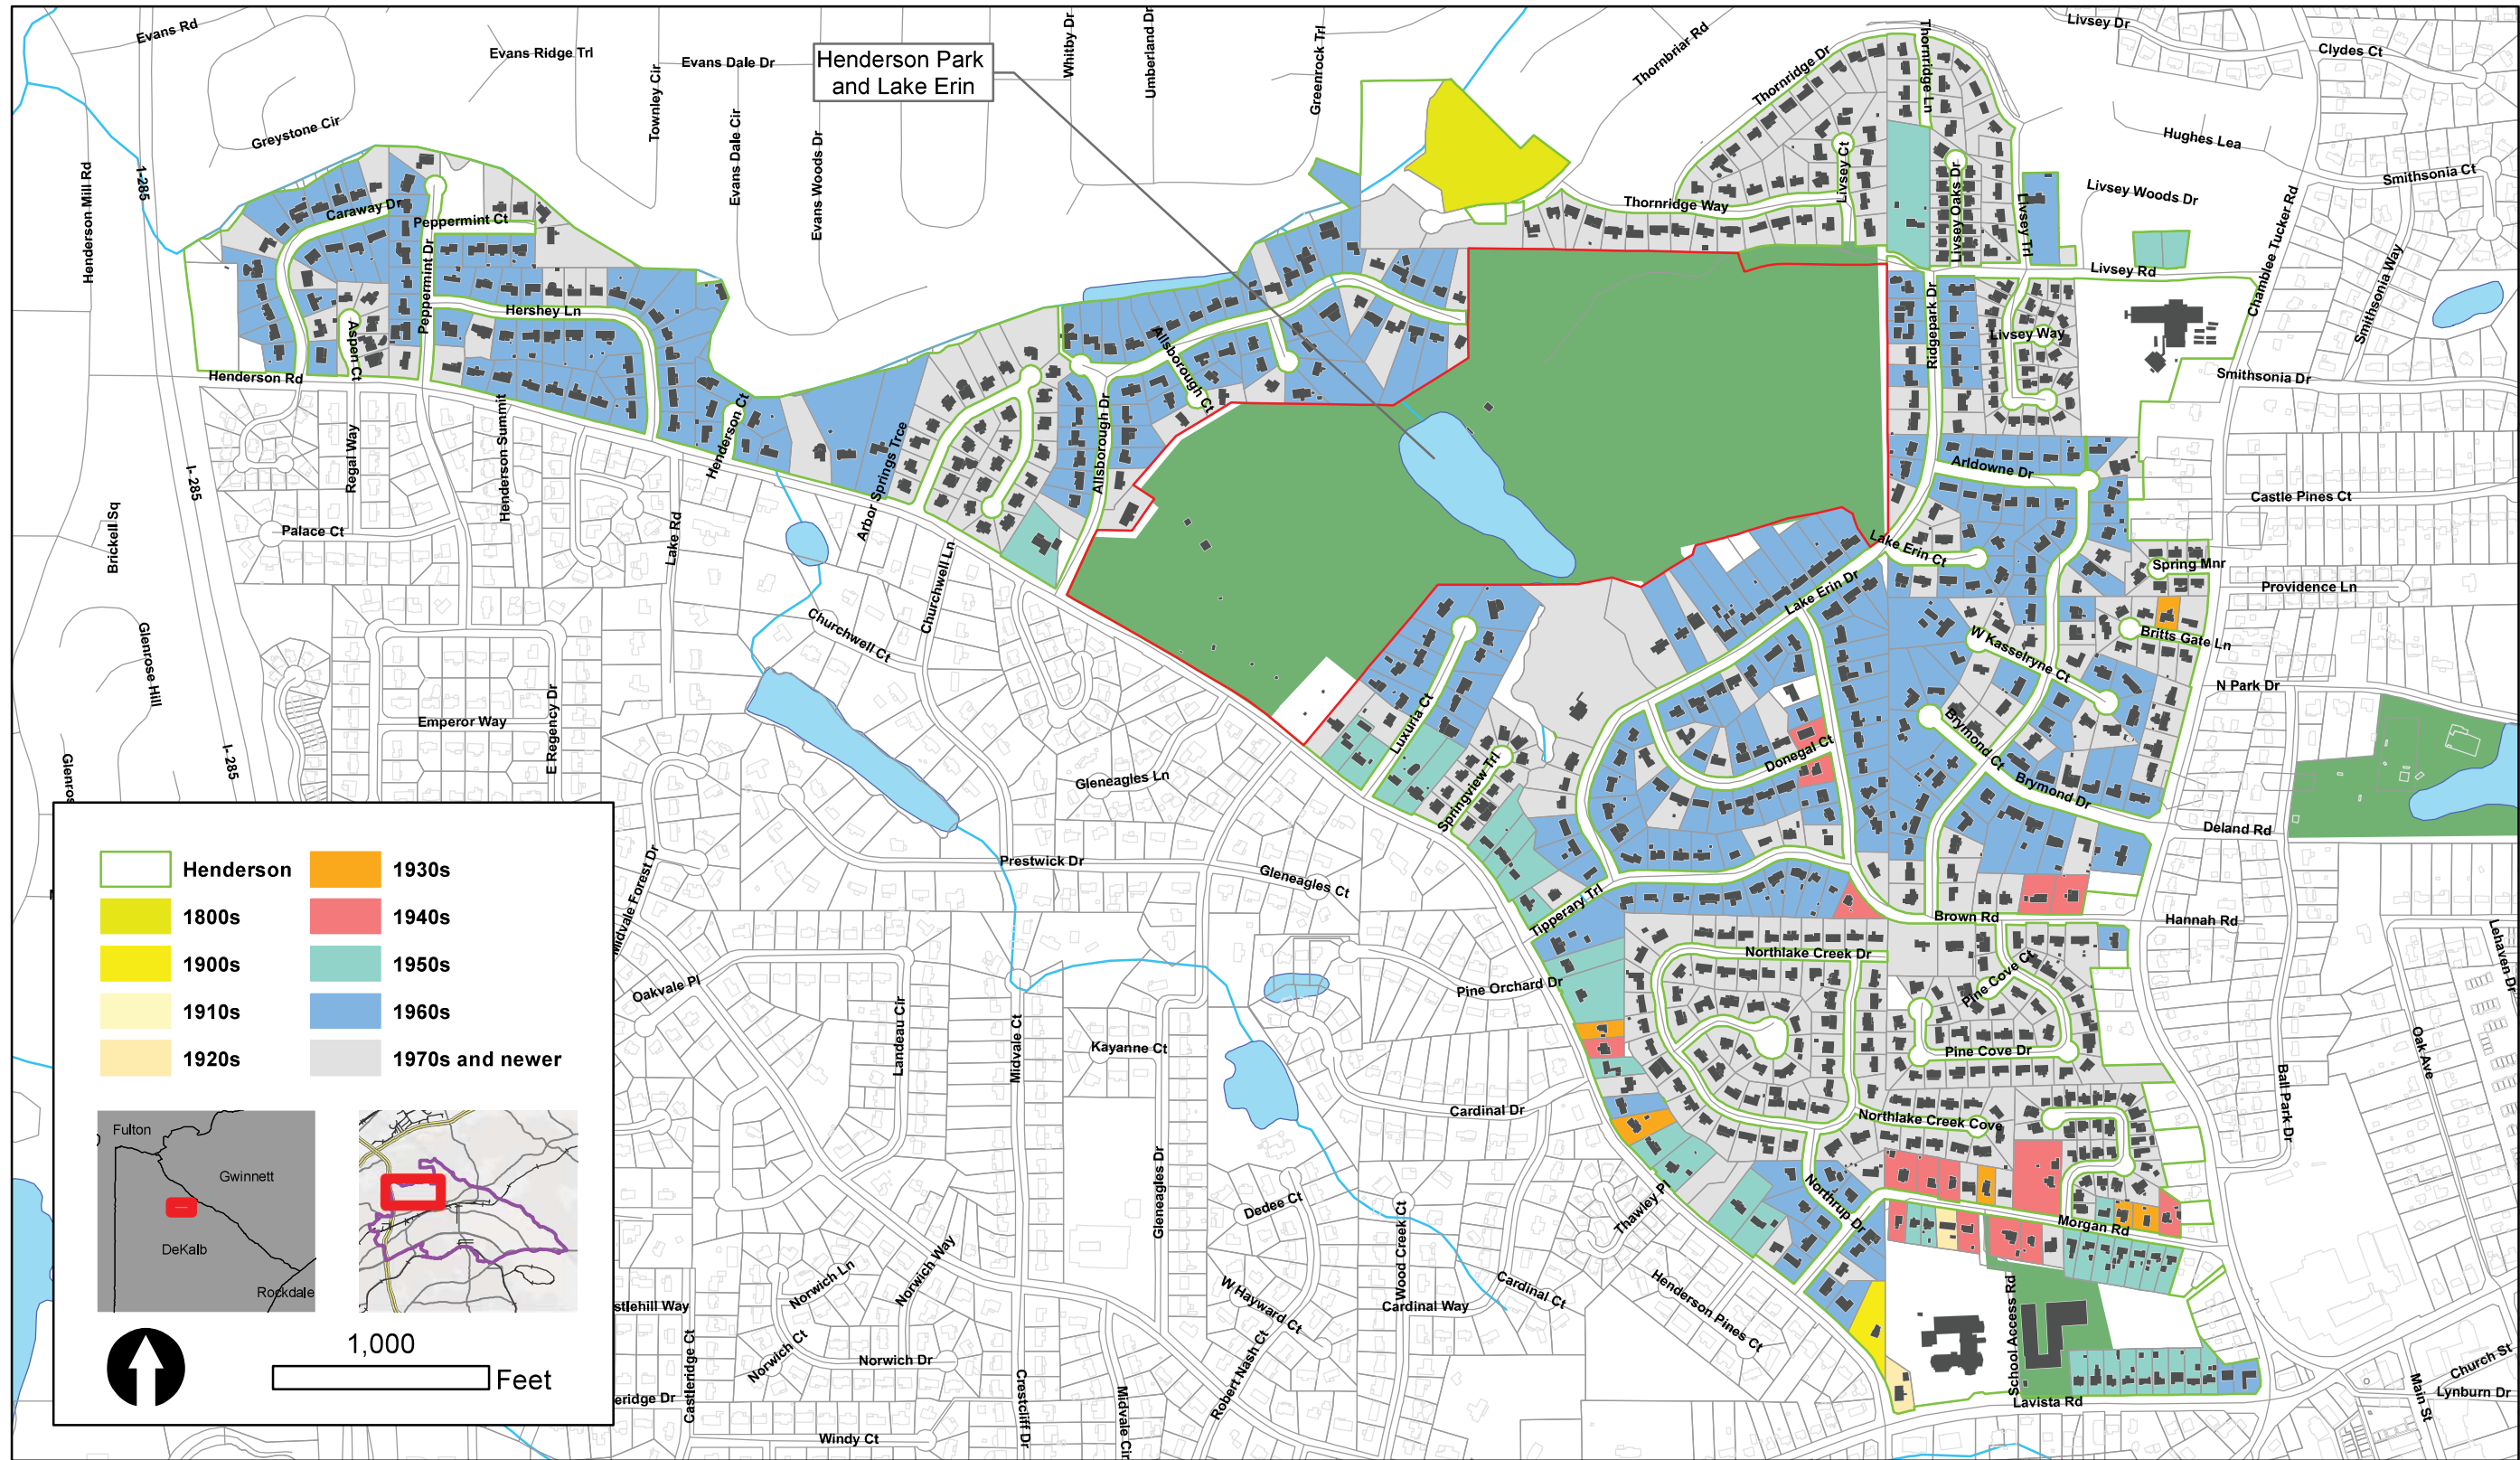 Evans Rd
Evans Ridge Trl
Evans Dale Dr
Townley Cir
Evans Dale Cir
Evans Woods Dr
Henderson Park
and Lake Erin
Whitby Dr
Umberland Dr
Greenrock Trl
Thornbriar Rd
Thornridge Dr
Thornridge Ln
Livsey Dr
Clydes Ct
Greystone Cir
Hughes Lea
Smithsonia Ct
Henderson Mill Rd
I-285
Caraway Dr
Peppermint Ct
Peppermint Dr
Livsey Ct
Thornridge Way
Livsey Oaks Dr
Livsey Trl
Livsey Woods Dr
Chamblee Tucker Rd
Smithsonia Way
Livsey Rd
Hershey Ln
Aspen Ct
Henderson Rd
Allsborough Ct
Allsborough Dr
Ridgepark Dr
Livsey Way
Smithsonia Dr
Henderson Ct
Henderson Summit
Regal Way
Arbor Springs Trce
Arldowne Dr
Castle Pines Ct
I-285
Brickell Sq
Palace Ct
Lake Rd
Churchwell Ln
Lake Erin Ct
Lake Erin Dr
Spring Mnr
Providence Ln
Churchwell Ct
Glenrose Hill
W Kasselryne Ct
Britts Gate Ln
N Park Dr
Emperor Way
E Regency Dr
Luxuria Ct
Donegal Ct
Brymond Ct
Brymond Dr
I-285
Glenros
Gleneagles Ln
Springview Trl
Deland Rd
Prestwick Dr
Gleneagles Ct
Midvale Forest Dr
Tipperary Trl
Brown Rd
Hannah Rd
Lehaven Dr
Northlake Creek Dr
Pine Cove Ct
Oakvale Pl
Pine Orchard Dr
Landeau Cir
Midvale Ct
Kayanne Ct
Pine Cove Dr
Oak Ave
Ball Park Dr
Cardinal Dr
Northlake Creek Cove
Gleneagles Dr
Dedee Ct
Wood Creek Ct
Thawley Pl
Northrup Dr
Morgan Rd
Norwich Ln
Norwich Way
W Hayward Ct
Cardinal Way
Cardinal Ct
Henderson Pines Ct
School Access Rd
stlehill Way
Castleridge Ct
Norwich Ct
Norwich Dr
Robert Nash Ct
Crestcliff Dr
Midvale Cir
eridge Dr
Windy Ct
Lavista Rd
Main St
Church St
Lynburn Dr
Henderson
1800s
1900s
1910s
1920s
1930s
1940s
1950s
1960s
1970s and newer
Fulton
Gwinnett
DeKalb
Rockdale
1,000
Feet